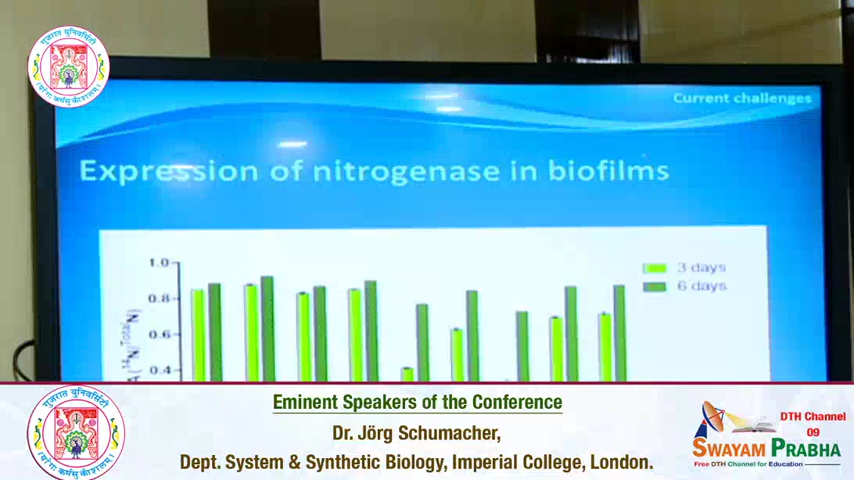 Current challenges
Expression of nitrogenase in biofilms
1.0
0.8
0.6
0.4
3 days
6 days
Eminent Speakers of the Conference
Dr. Jörg Schumacher,
Dept. System & Synthetic Biology, Imperial College, London.
DTH Channel
09
SWAYAM PRABHA
Free DTH Channel for Education